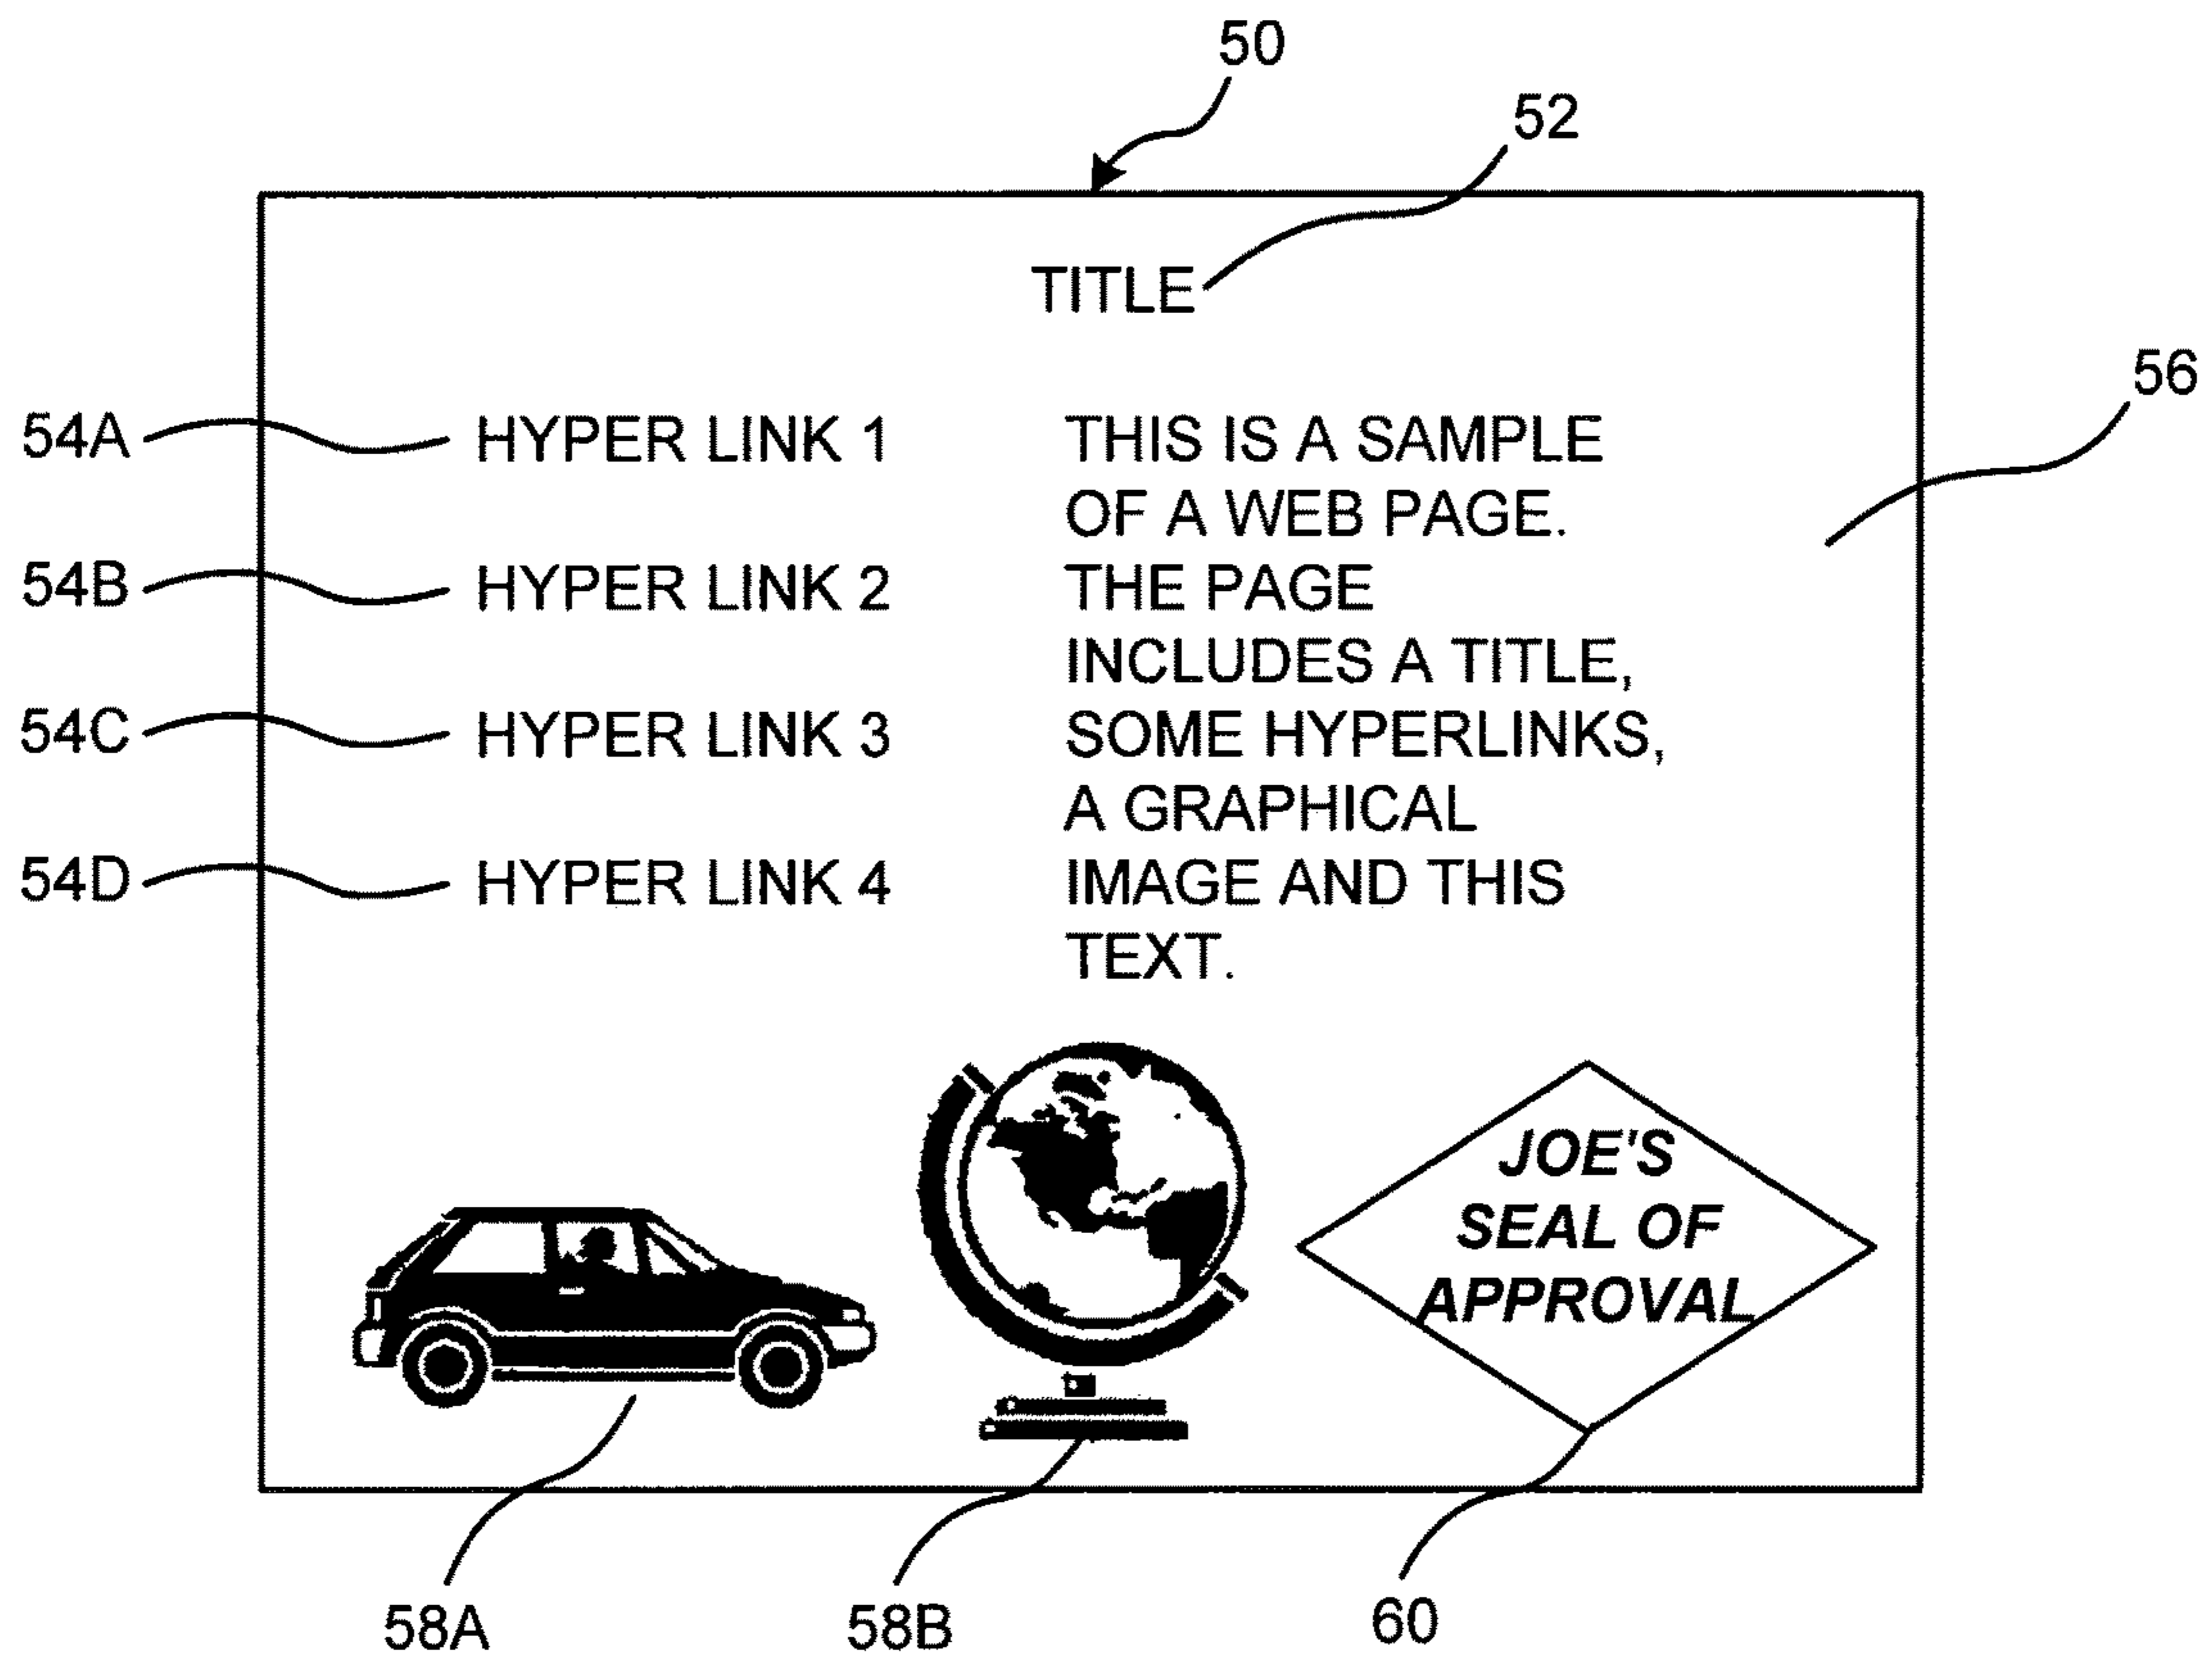 50
52
TITLE
56
54A HYPER LINK 1
54B HYPER LINK 2
54C HYPER LINK 3
54D HYPER LINK 4
THIS IS A SAMPLE
OF A WEB PAGE.
THE PAGE
INCLUDES A TITLE,
SOME HYPERLINKS,
A GRAPHICAL
IMAGE AND THIS
TEXT.
JOE'S
SEAL OF
APPROVAL
58A
58B
60